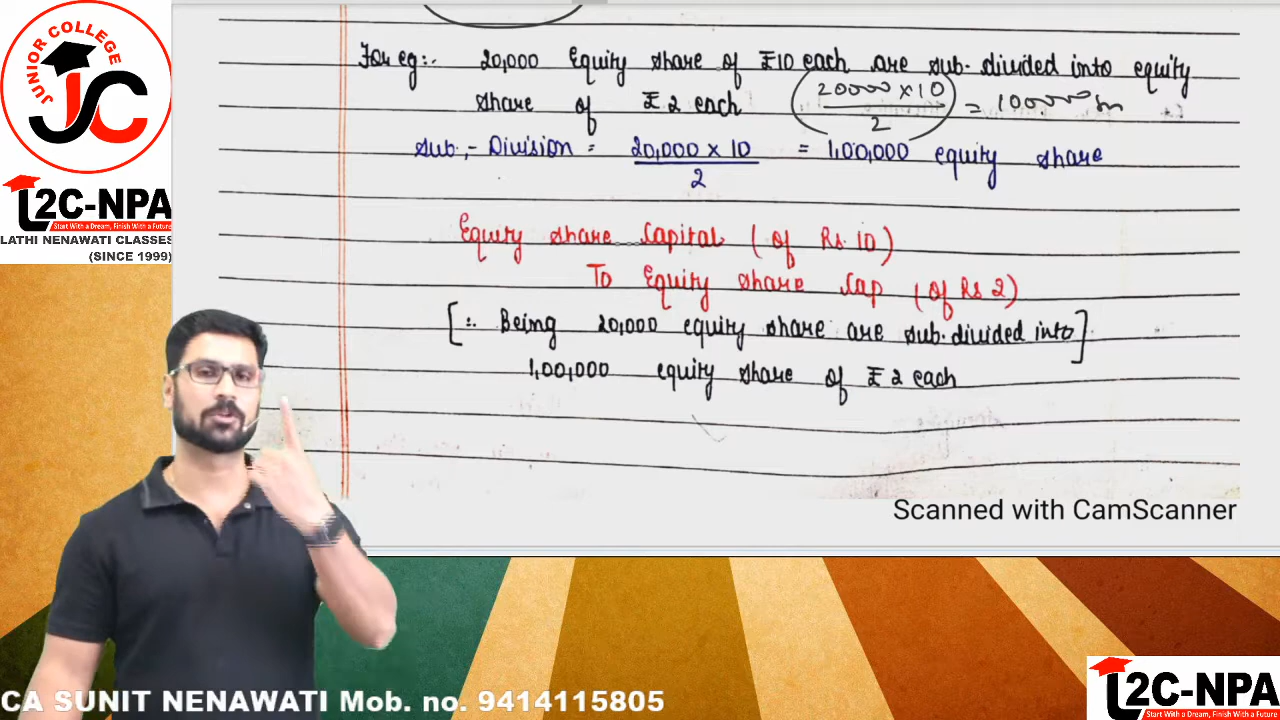 JUNIOR COLLEGE
JC
L2C-NPA
Start With a Dream, Finish With a Future
LATHI NENAWATI CLASSES
(SINCE 1999)
For eg:- 20,000 Equity share of ₹10 each are sub-divided into equity
share of ₹ 2 each 20000 x 10 / 2 = 100000
Sub,- Division = 20,000 x 10 / 2 = 1,00,000 equity share
Equity share Capital (of Rs. 10)
To Equity share Cap (of Rs 2)
[∴ Being 20,000 equity share are sub-divided into]
1,00,000 equity share of ₹ 2 each
Scanned with CamScanner
CA SUNIT NENAWATI Mob. no. 9414115805
L2C-NPA
Start With a Dream, Finish With a Future